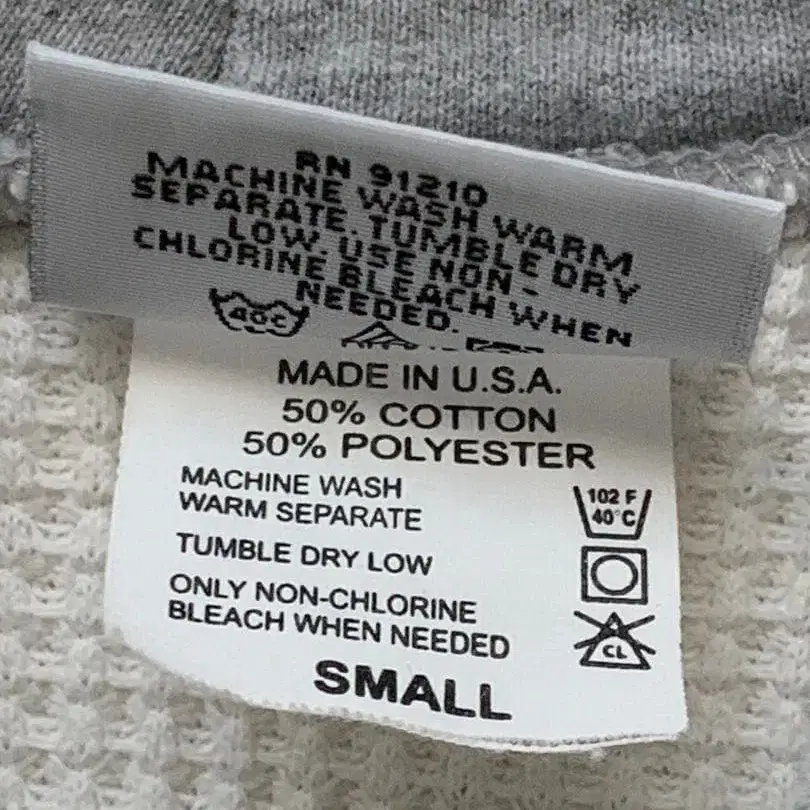 RN 91210
MACHINE WASH WARM
SEPARATE. TUMBLE DRY
LOW. USE NON-
CHLORINE BLEACH WHEN
NEEDED.
40C
MADE IN U.S.A.
50% COTTON
50% POLYESTER
MACHINE WASH
WARM SEPARATE
102 F
40°C
TUMBLE DRY LOW
ONLY NON-CHLORINE
BLEACH WHEN NEEDED
CL
SMALL